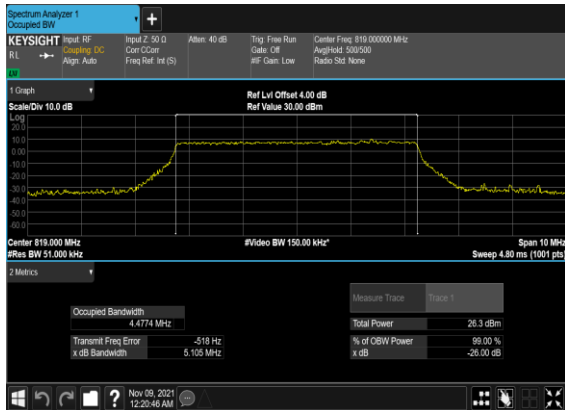 Spectrum Analyzer 1
Occupied BW
+
KEYSIGHT
RL
LXI
Input: RF
Coupling: DC
Align: Auto
Input Z: 50 Ω
Corr CCorr
Freq Ref: Int (S)
Atten: 40 dB
Trig: Free Run
Gate: Off
#IF Gain: Low
Center Freq: 819.000000 MHz
Avg|Hold: 500/500
Radio Std: None
1 Graph
Scale/Div 10.0 dB
Ref Lvl Offset 4.00 dB
Ref Value 30.00 dBm
Log
20.0
10.0
0.00
-10.0
-20.0
-30.0
-40.0
-50.0
-60.0
Center 819.000 MHz
#Res BW 51.000 kHz
#Video BW 150.00 kHz*
Span 10 MHz
Sweep 4.80 ms (1001 pts)
2 Metrics
Measure Trace Trace 1
Occupied Bandwidth
4.4774 MHz
Total Power 26.3 dBm
Transmit Freq Error -518 Hz
% of OBW Power 99.00 %
x dB Bandwidth 5.105 MHz
x dB -26.00 dB
?
Nov 09, 2021
12:20:46 AM